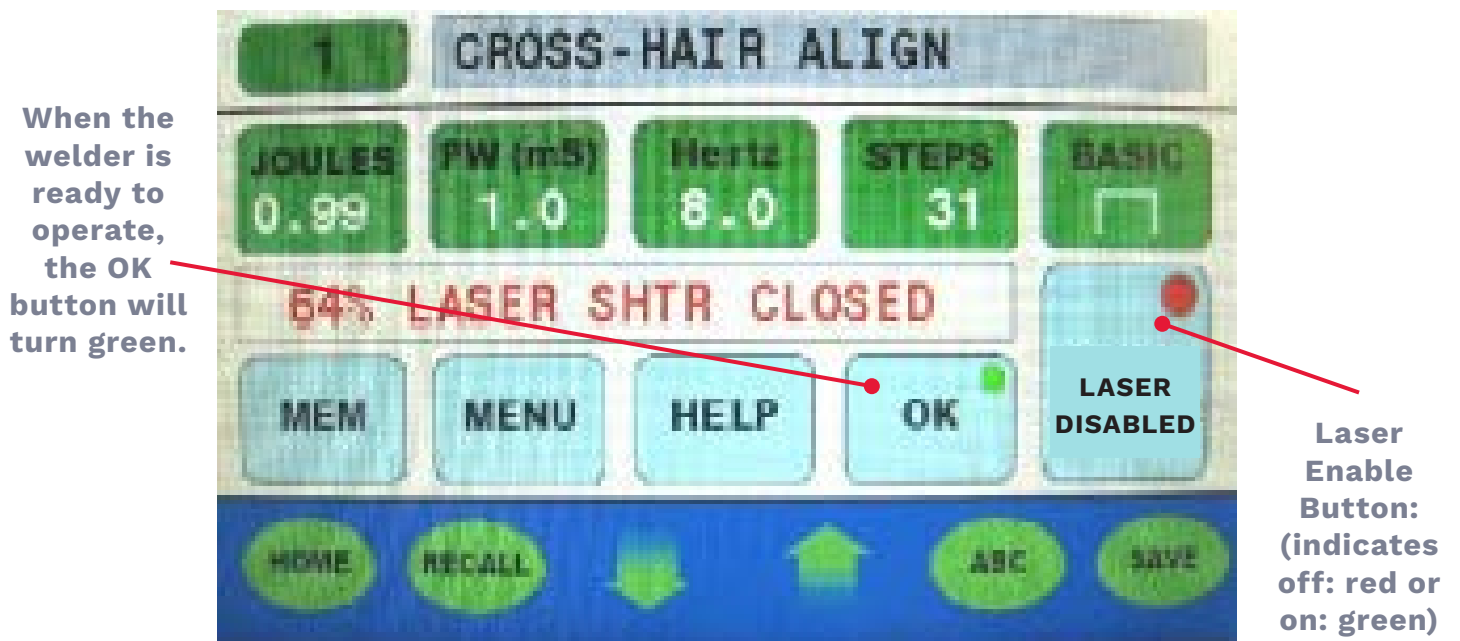 1 CROSS-HAIR ALIGN
When the
welder is
ready to
operate,
the OK
button will
turn green.
JOULES PW (mS) Hertz STEPS BASIC
0.99 1.0 8.0 31
64% LASER SHTR CLOSED
MEM MENU HELP OK
LASER
DISABLED
HOME RECALL ABC SAVE
Laser
Enable
Button:
(indicates
off: red or
on: green)